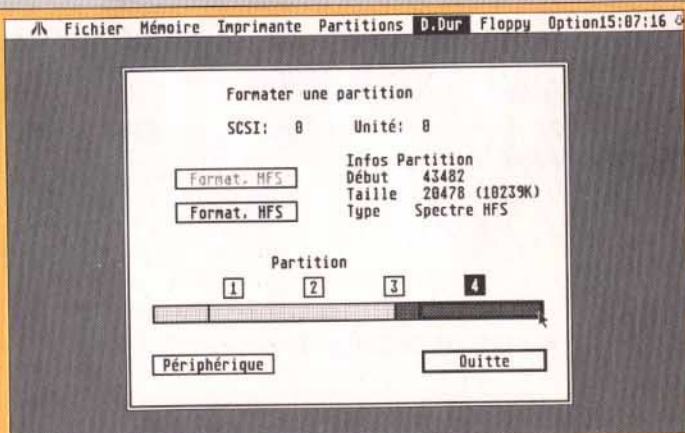 Fichier Mémoire Imprimante Partitions D.Dur Floppy Option15:07:16
Formater une partition
SCSI: 0 Unité: 0
Infos Partition
Format. MFS
Début 43482
Taille 20478 (10239K)
Format. HFS
Type Spectre HFS
Partition
1 2 3 4
Périphérique
Quitte